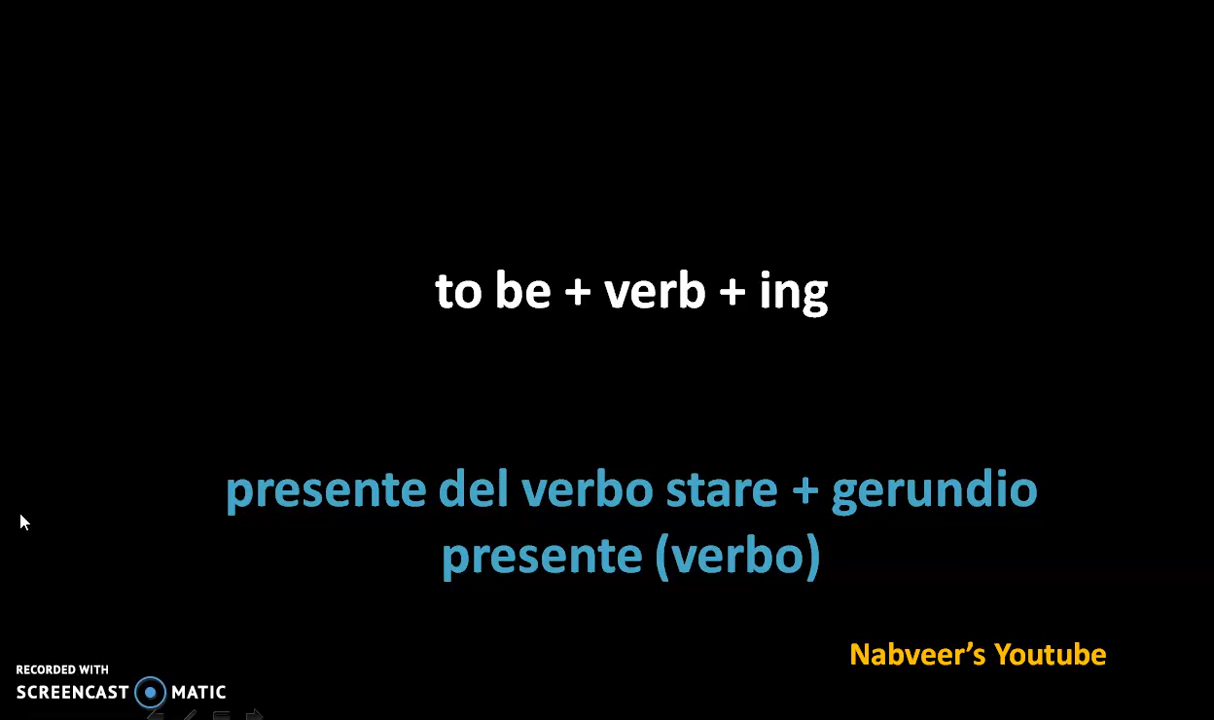 to be + verb + ing
presente del verbo stare + gerundio
presente (verbo)
Nabveer’s Youtube
RECORDED WITH
SCREENCAST MATIC